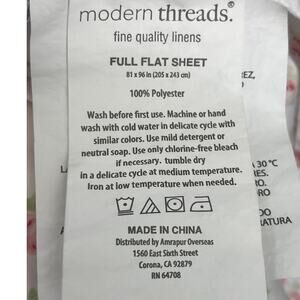 modern threads.®
fine quality linens
FULL FLAT SHEET
81 x 96 in (205 x 243 cm)
100% Polyester
Wash before first use. Machine or hand
wash with cold water in delicate cycle with
similar colors. Use mild detergent or
neutral soap. Use only chlorine-free bleach
if necessary. tumble dry
in a delicate cycle at medium temperature.
Iron at low temperature when needed.
MADE IN CHINA
Distributed by Amrapur Overseas
1560 East Sixth Street
Corona, CA 92879
RN 64708
30 °C